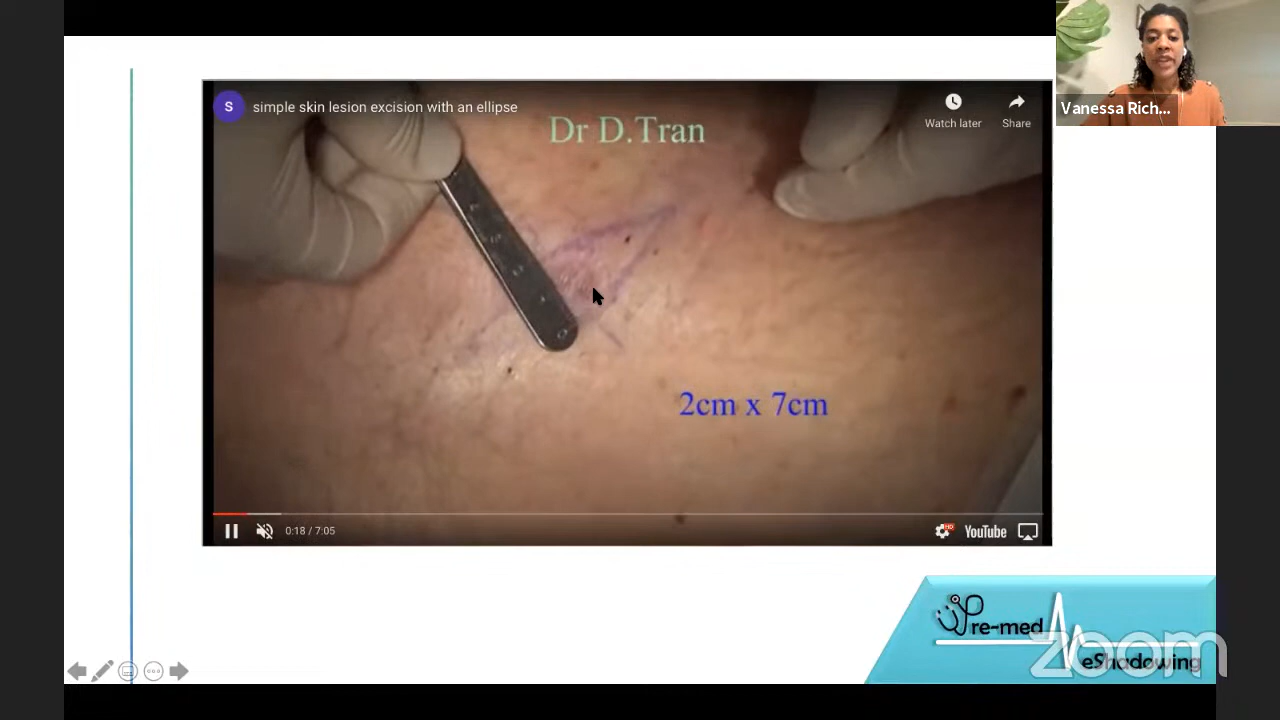 Vanessa Rich...
S
simple skin lesion excision with an ellipse
Watch later
Share
Dr D.Tran
2cm x 7cm
0:18 / 7:05
HD
YouTube
Pre-med
eShadowing
zoom